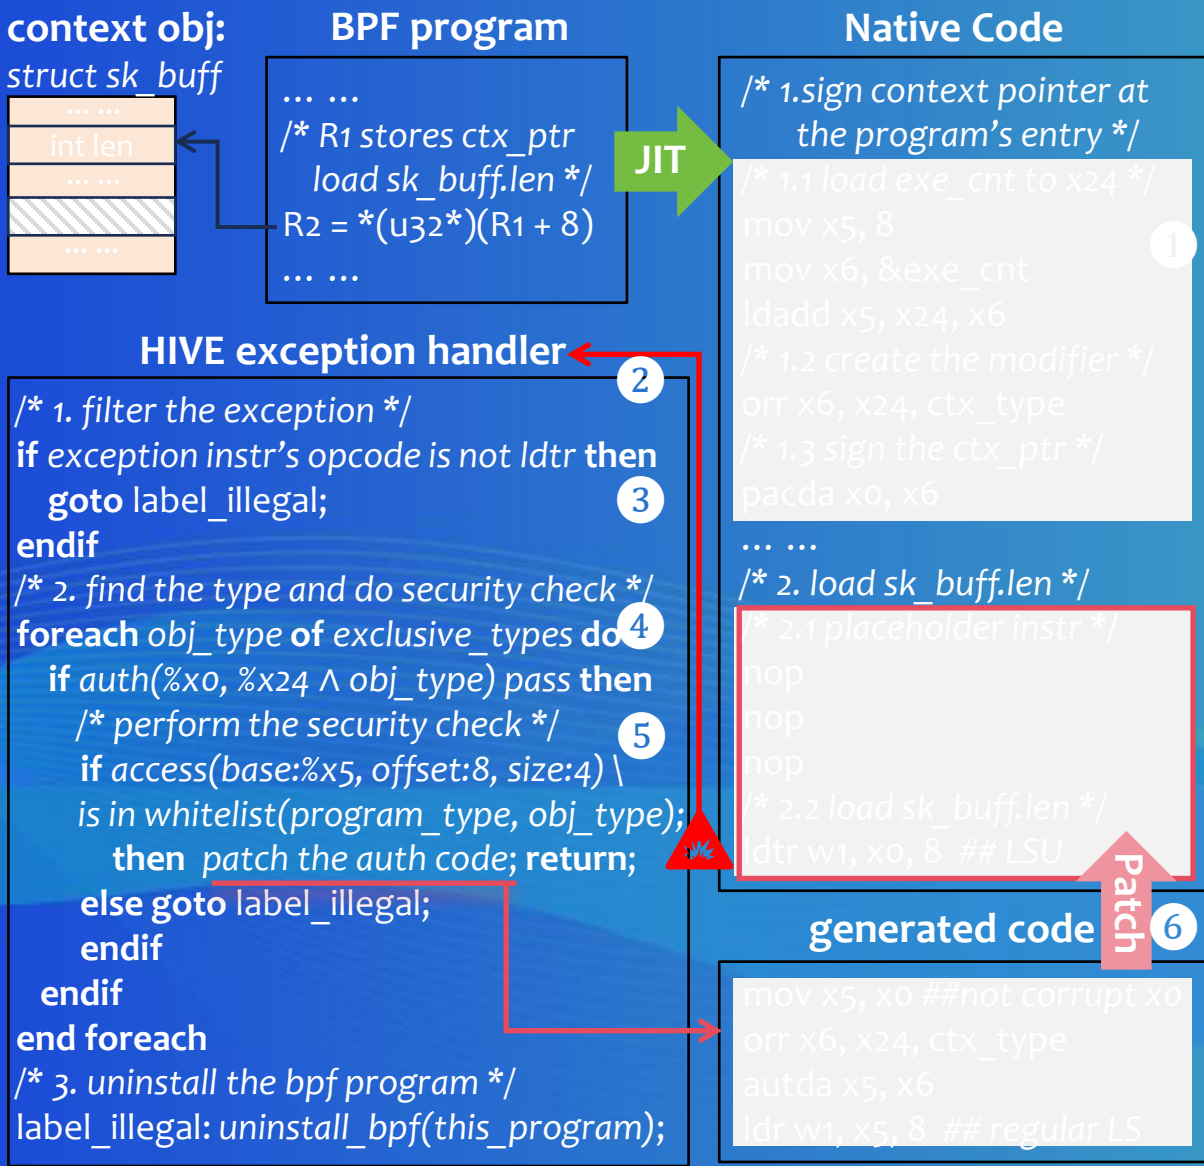 context obj:
struct sk_buff
... ...
int len
... ...
... ...
BPF program
... ...
/* R1 stores ctx_ptr
load sk_buff.len */
R2 = *(u32*)(R1 + 8)
... ...
JIT
Native Code
/* 1.sign context pointer at
the program's entry */
/* 1.1 load exe_cnt to x24 */
mov x5, 8
1
mov x6, &exe_cnt
ldadd x5, x24, x6
/* 1.2 create the modifier */
orr x6, x24, ctx_type
/* 1.3 sign the ctx_ptr */
pacda x0, x6
... ...
/* 2. load sk_buff.len */
/* 2.1 placeholder instr */
nop
nop
nop
/* 2.2 load sk_buff.len */
ldtr w1, x0, 8 ## LSU
HIVE exception handler
2
/* 1. filter the exception */
if exception instr's opcode is not ldtr then
goto label_illegal;
3
endif
/* 2. find the type and do security check */
foreach obj_type of exclusive_types do
4
if auth(%x0, %x24 ∧ obj_type) pass then
/* perform the security check */
5
if access(base:%x5, offset:8, size:4) \
is in whitelist(program_type, obj_type);
then patch the auth code; return;
else goto label_illegal;
endif
endif
end foreach
/* 3. uninstall the bpf program */
label_illegal: uninstall_bpf(this_program);
Patch
6
generated code
mov x5, x0 ##not corrupt x0
orr x6, x24, ctx_type
autda x5, x6
ldr w1, x5, 8 ## regular LS